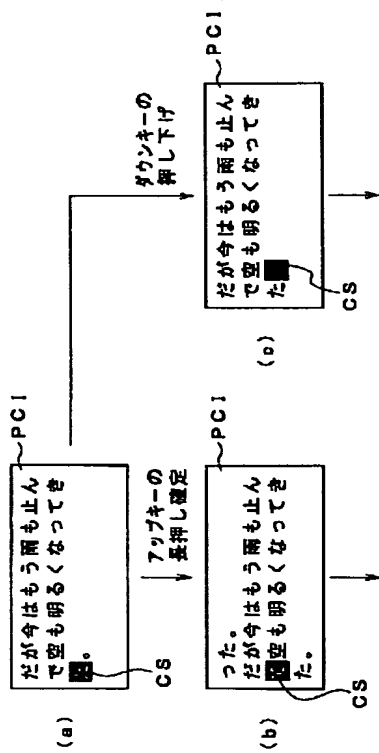 (a)
PC1
だが今はもう雨も止ん
で空も明るくなってき
。
CS
アップキーの
長押し確定
ダウンキーの
押し下げ
(b)
PC1
った。
だが今はもう雨も止ん
空も明るくなってき
た。
CS
(c)
PC1
だが今はもう雨も止ん
で空も明るくなってき
た
CS